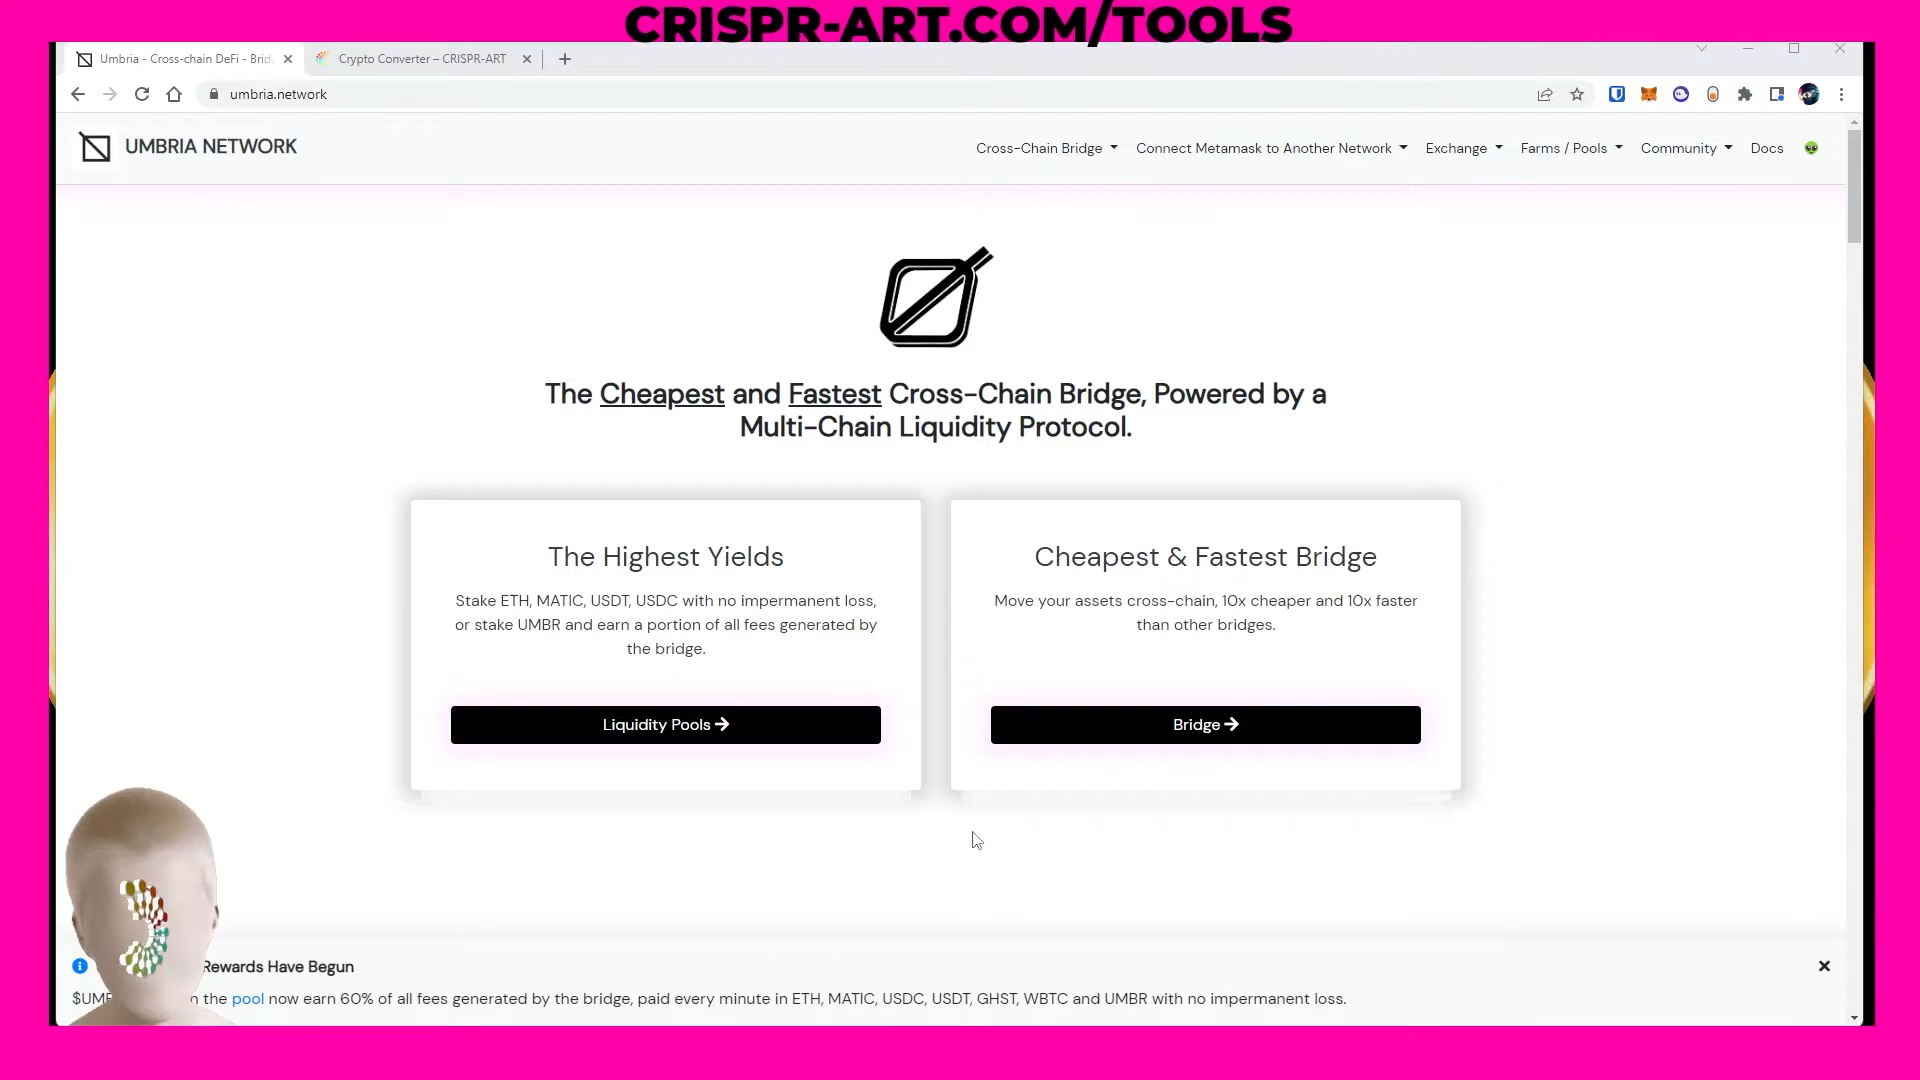 CRISPR-ART.COM/TOOLS
Umbria - Cross-chain DeFi - Brid
Crypto Converter – CRISPR-ART
umbria.network
UMBRIA NETWORK
Cross-Chain Bridge
Connect Metamask to Another Network
Exchange
Farms / Pools
Community
Docs
The Cheapest and Fastest Cross-Chain Bridge, Powered by a
Multi-Chain Liquidity Protocol.
The Highest Yields
Stake ETH, MATIC, USDT, USDC with no impermanent loss,
or stake UMBR and earn a portion of all fees generated by
the bridge.
Liquidity Pools
Cheapest & Fastest Bridge
Move your assets cross-chain, 10x cheaper and 10x faster
than other bridges.
Bridge
Rewards Have Begun
the pool now earn 60% of all fees generated by the bridge, paid every minute in ETH, MATIC, USDC, USDT, GHST, WBTC and UMBR with no impermanent loss.